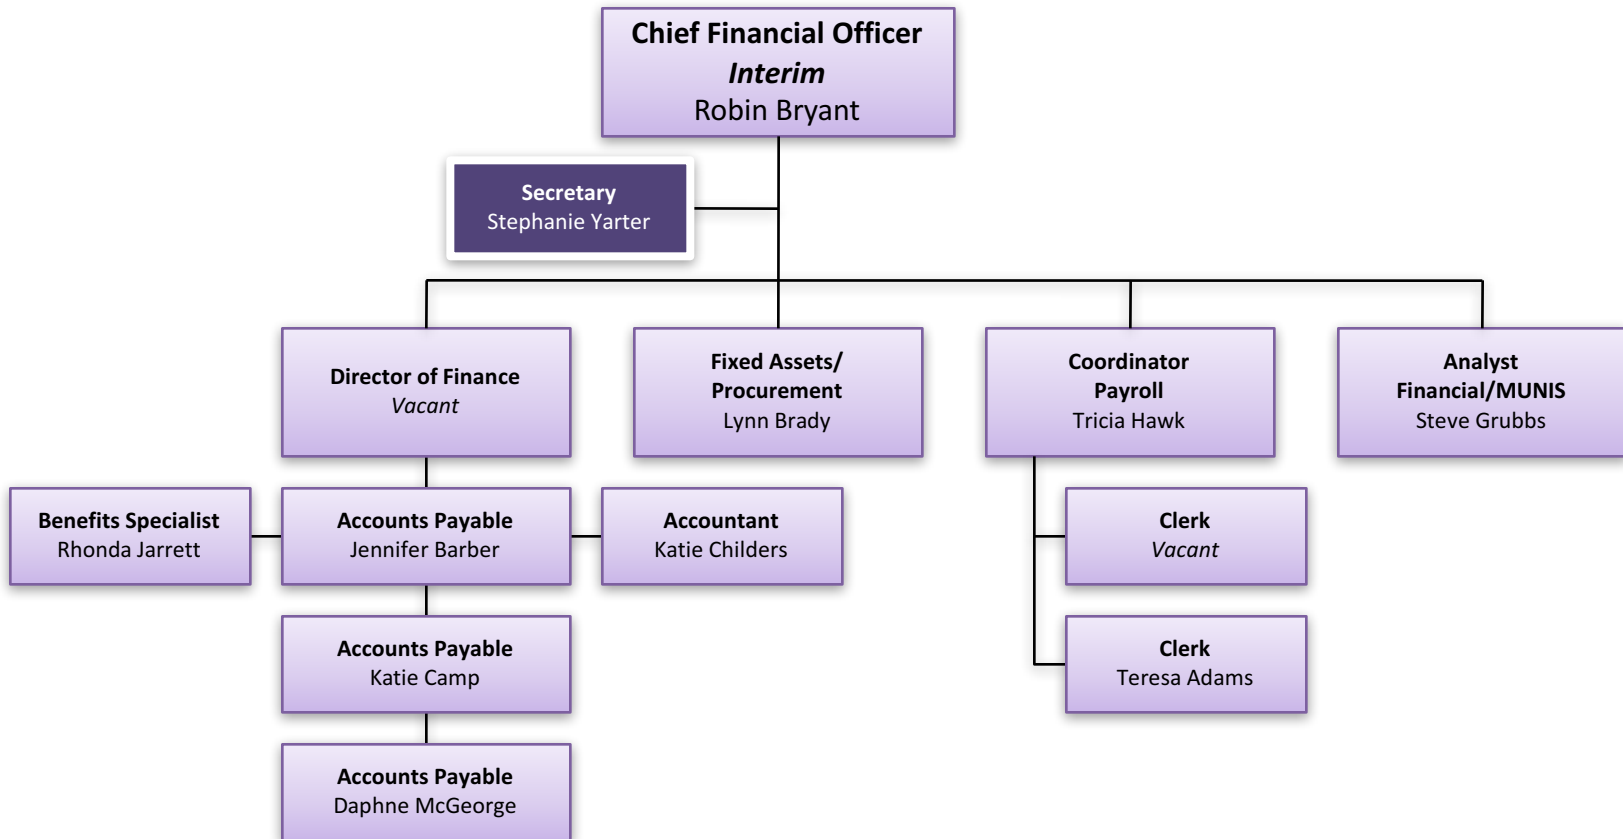 Chief Financial Officer
Interim
Robin Bryant
Secretary
Stephanie Yarter
Director of Finance
Vacant
Fixed Assets/
Procurement
Lynn Brady
Coordinator
Payroll
Tricia Hawk
Analyst
Financial/MUNIS
Steve Grubbs
Benefits Specialist
Rhonda Jarrett
Accounts Payable
Jennifer Barber
Accountant
Katie Childers
Clerk
Vacant
Accounts Payable
Katie Camp
Clerk
Teresa Adams
Accounts Payable
Daphne McGeorge